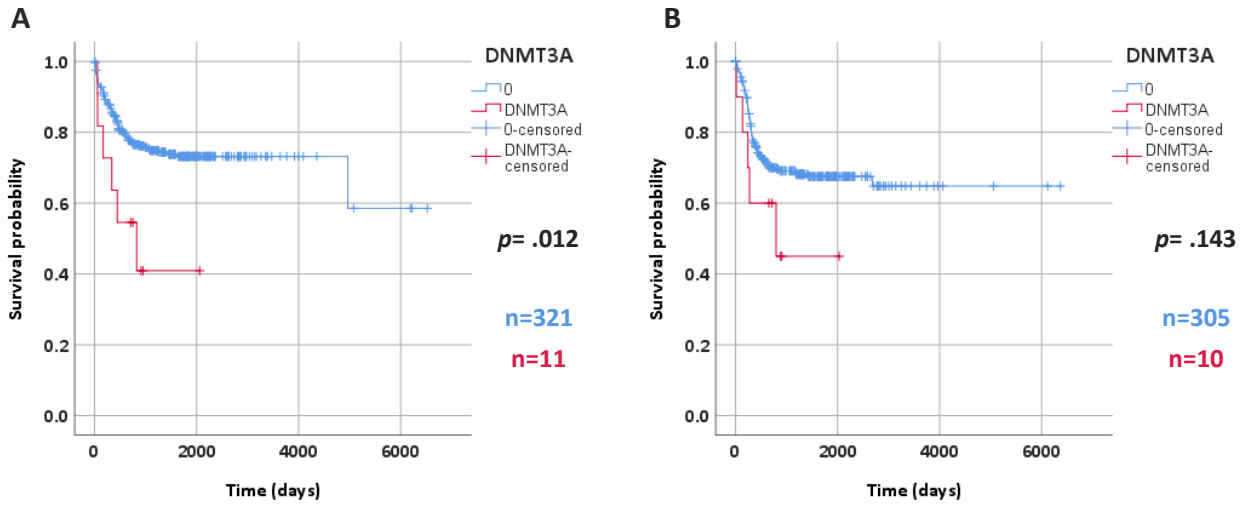 A
Survival probability
1.0
0.8
0.6
0.4
0.2
0.0
0
2000
4000
6000
Time (days)
DNMT3A
0
DNMT3A
0-censored
DNMT3A-
censored
p= .012
n=321
n=11
B
Survival probability
1.0
0.8
0.6
0.4
0.2
0.0
0
2000
4000
6000
Time (days)
DNMT3A
0
DNMT3A
0-censored
DNMT3A-
censored
p= .143
n=305
n=10